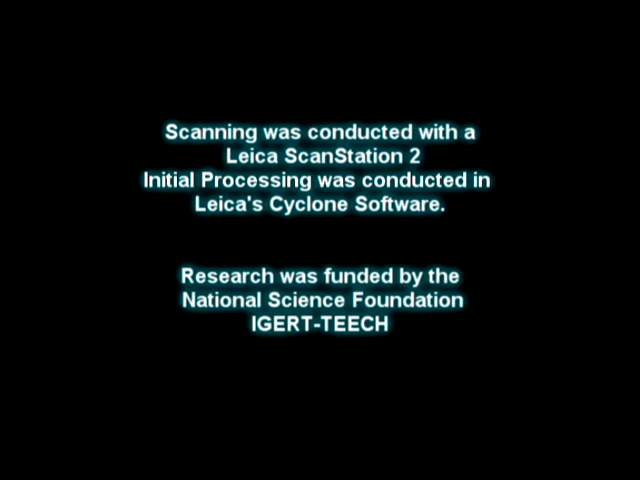 Scanning was conducted with a
Leica ScanStation 2
Initial Processing was conducted in
Leica's Cyclone Software.
Research was funded by the
National Science Foundation
IGERT-TEECH